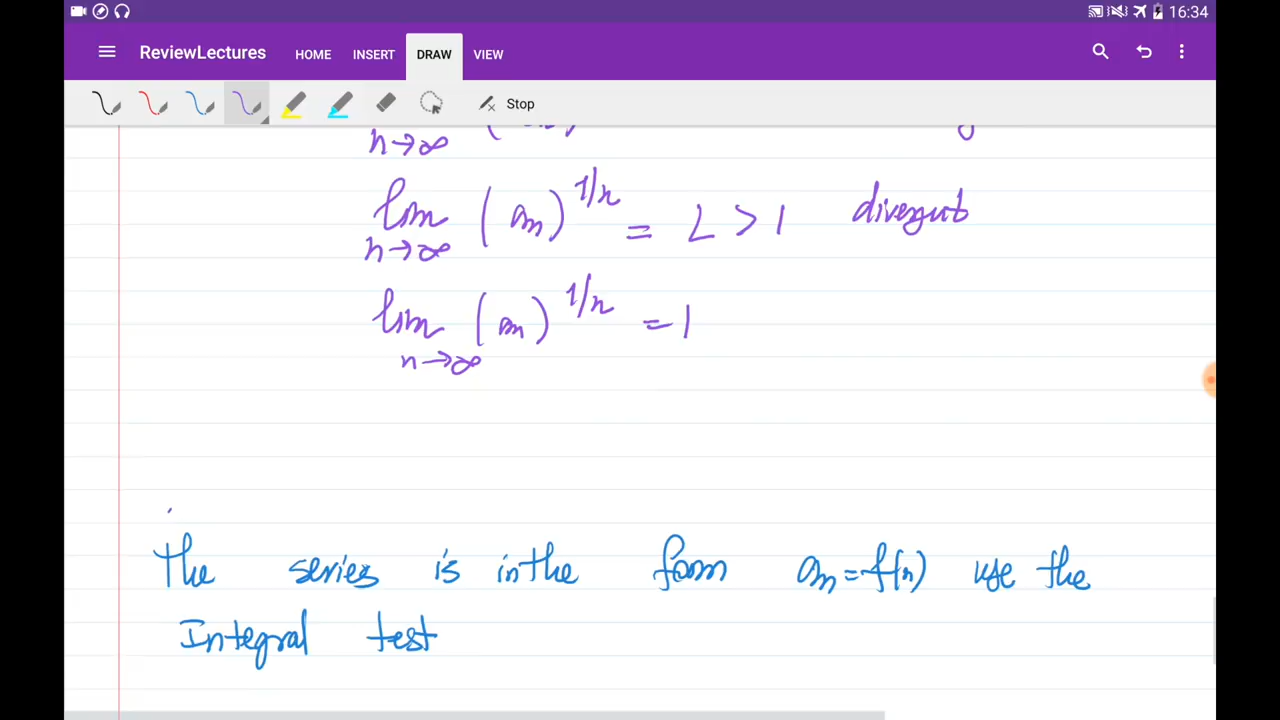 16:34
ReviewLectures HOME INSERT DRAW VIEW
Stop
n→∞
lim (an)^1/n = L > 1 divergent
n→∞
lim (an)^1/n = 1
n→∞
the series is in the form an = f(n) use the
Integral test